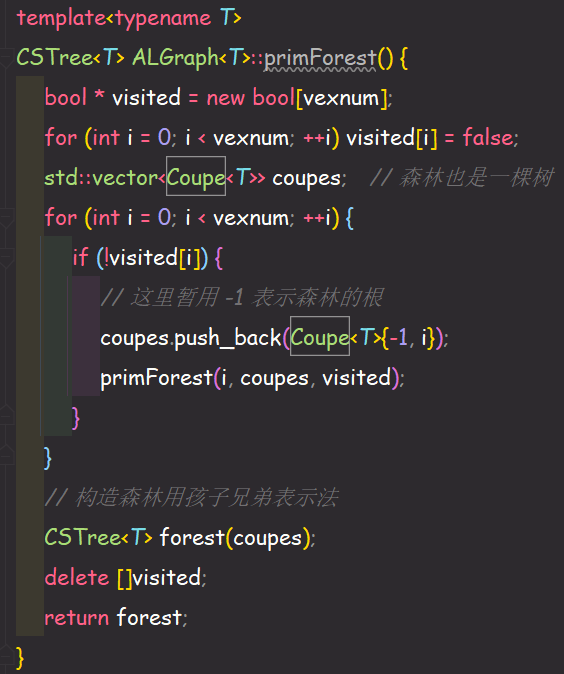 template<typename T>
CSTree<T> ALGraph<T>::primForest() {
bool * visited = new bool[vexnum];
for (int i = 0; i < vexnum; ++i) visited[i] = false;
std::vector<Coupe<T>> coupes; // 森林也是一棵树
for (int i = 0; i < vexnum; ++i) {
if (!visited[i]) {
// 这里暂用 -1 表示森林的根
coupes.push_back(Coupe<T>{-1, i});
primForest(i, coupes, visited);
}
}
// 构造森林用孩子兄弟表示法
CSTree<T> forest(coupes);
delete []visited;
return forest;
}